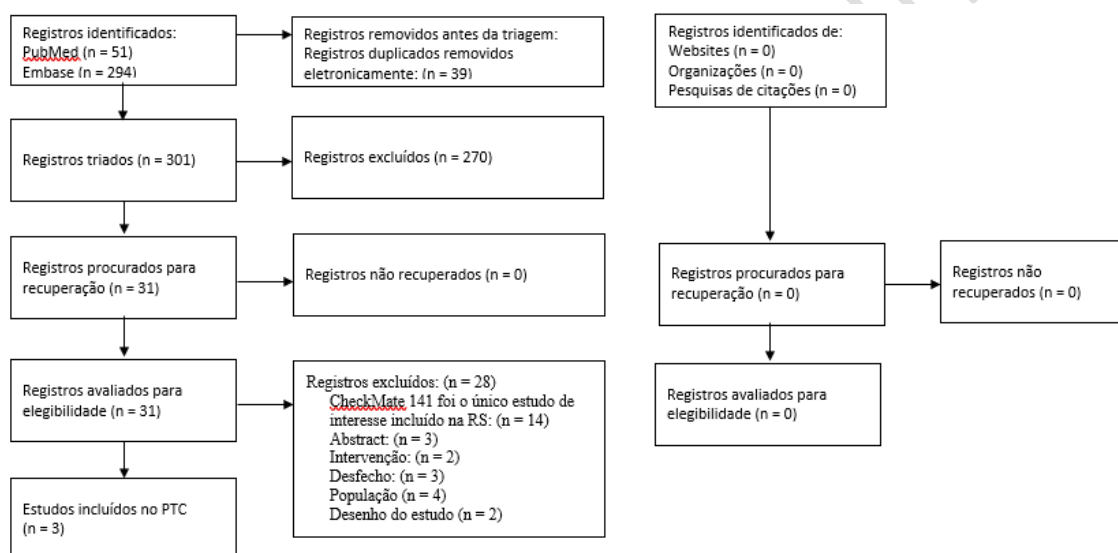 Registros identificados:
PubMed (n = 51)
Embase (n = 294)
Registros removidos antes da triagem:
Registros duplicados removidos
eletronicamente: (n = 39)
Registros triados (n = 301)
Registros excluídos (n = 270)
Registros procurados para
recuperação (n = 31)
Registros não recuperados (n = 0)
Registros avaliados para
elegibilidade (n = 31)
Registros excluídos: (n = 28)
CheckMate 141 foi o único estudo de
interesse incluído na RS: (n = 14)
Abstract: (n = 3)
Intervenção: (n = 2)
Desfecho: (n = 3)
População (n = 4)
Desenho do estudo (n = 2)
Estudos incluídos no PTC
(n = 3)
Registros identificados de:
Websites (n = 0)
Organizações (n = 0)
Pesquisas de citações (n = 0)
Registros procurados para
recuperação (n = 0)
Registros não
recuperados (n = 0)
Registros avaliados para
elegibilidade (n = 0)